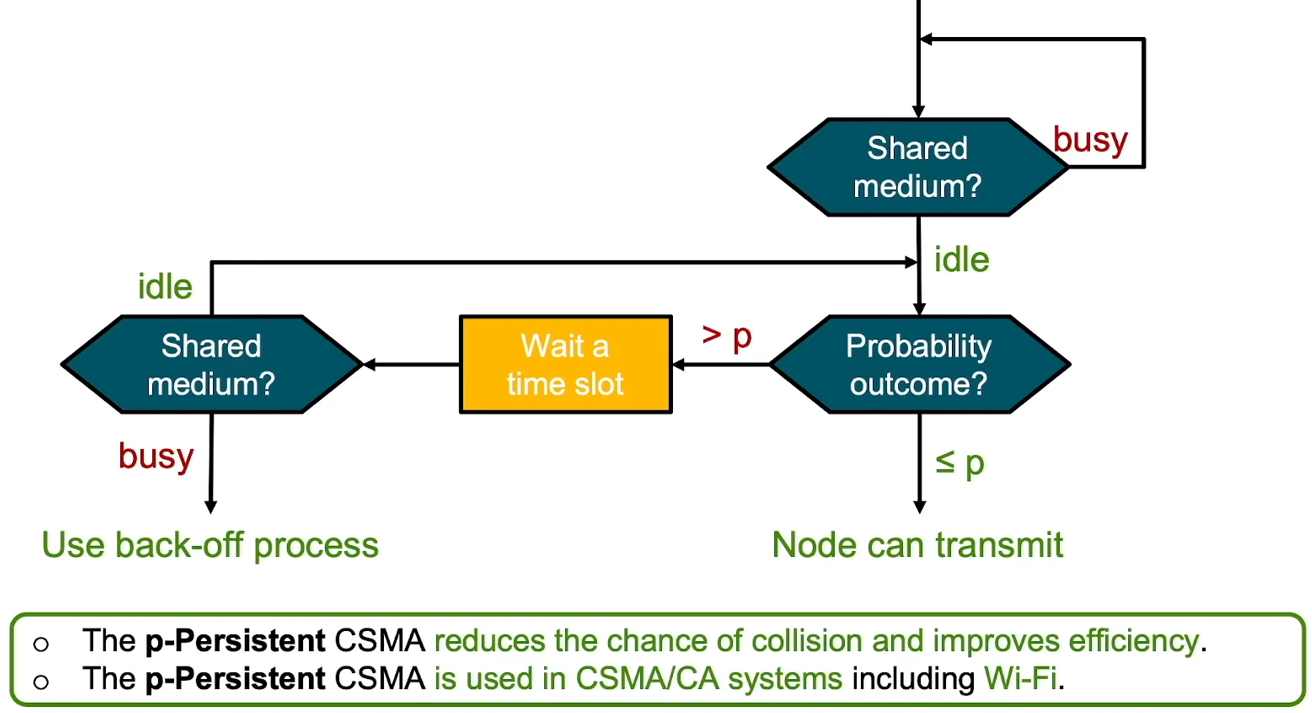 Shared
medium?
busy
idle
idle
Shared
medium?
Wait a
time slot
> p
Probability
outcome?
busy
≤ p
Use back-off process
Node can transmit
○ The p-Persistent CSMA reduces the chance of collision and improves efficiency.
○ The p-Persistent CSMA is used in CSMA/CA systems including Wi-Fi.